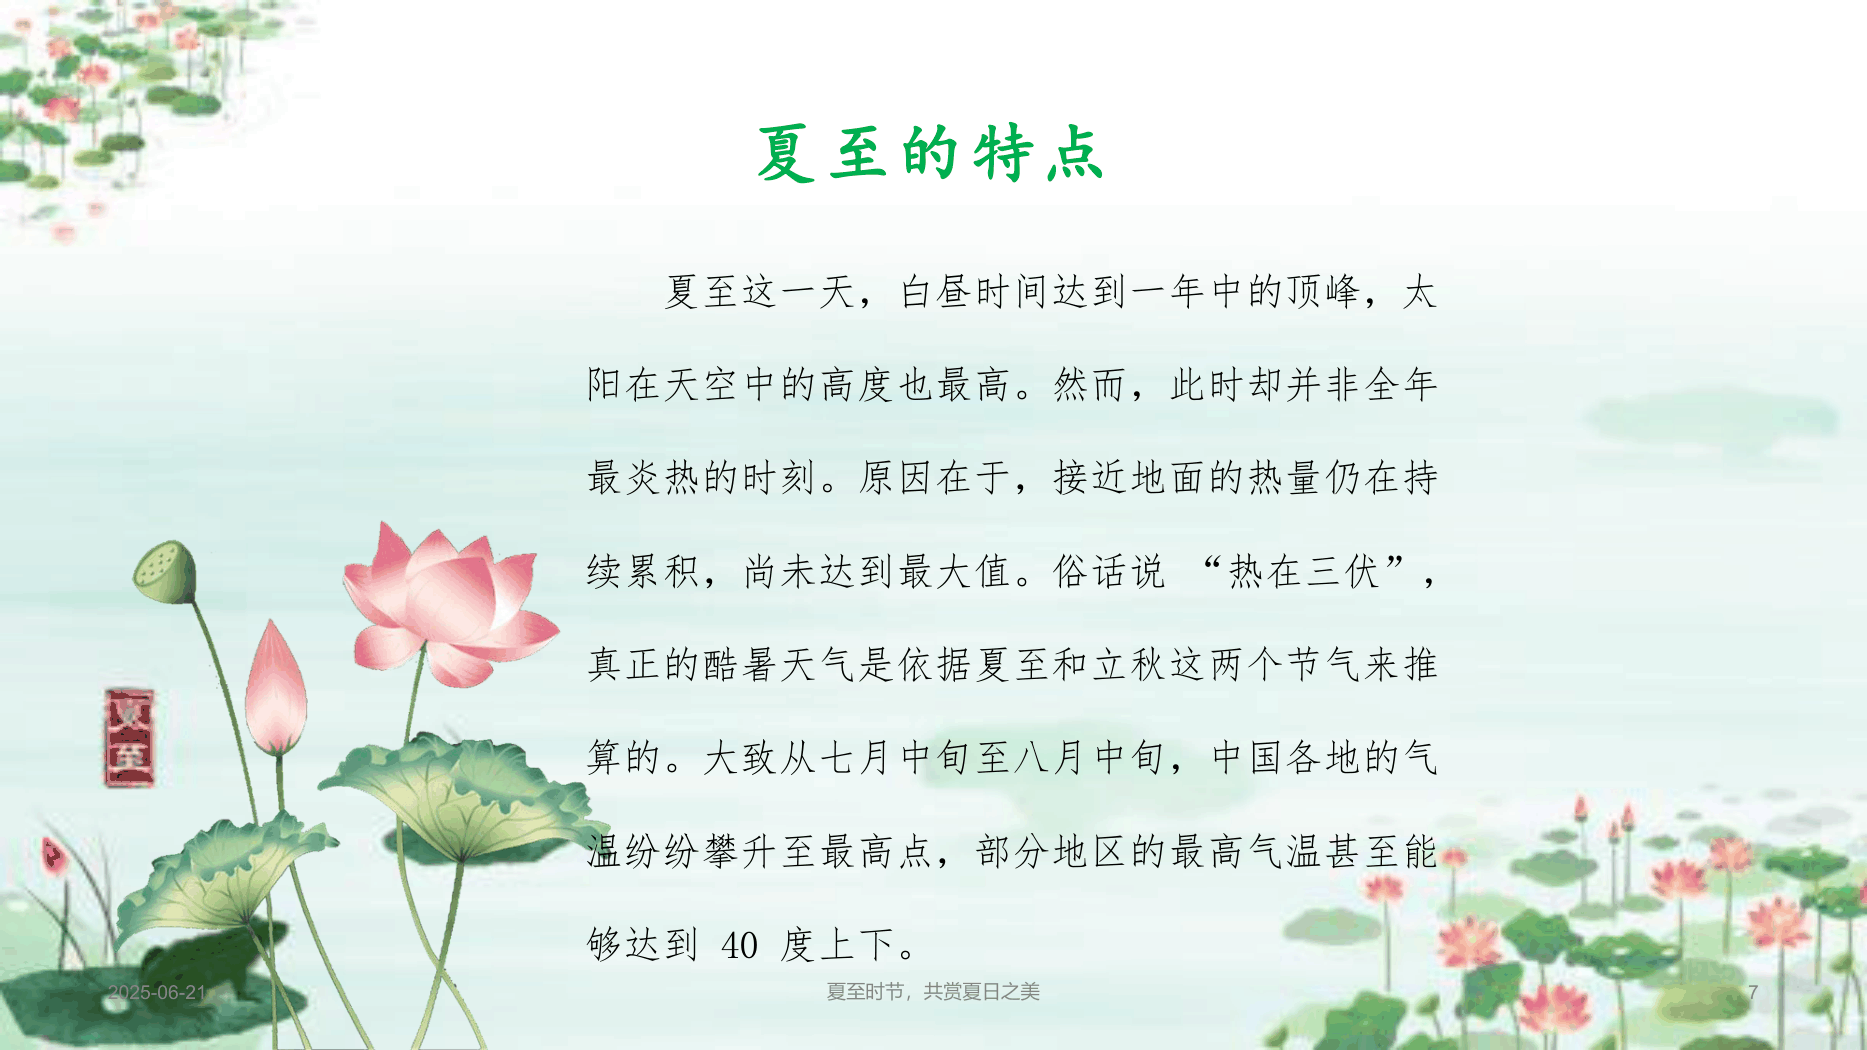 夏至的特点
夏至这一天，白昼时间达到一年中的顶峰，太
阳在天空中的高度也最高。然而，此时却并非全年
最炎热的时刻。原因在于，接近地面的热量仍在持
续累积，尚未达到最大值。俗话说 “热在三伏”，
真正的酷暑天气是依据夏至和立秋这两个节气来推
算的。大致从七月中旬至八月中旬，中国各地的气
温纷纷攀升至最高点，部分地区的最高气温甚至能
够达到 40 度上下。
夏至
2025-06-21
夏至时节，共赏夏日之美
7